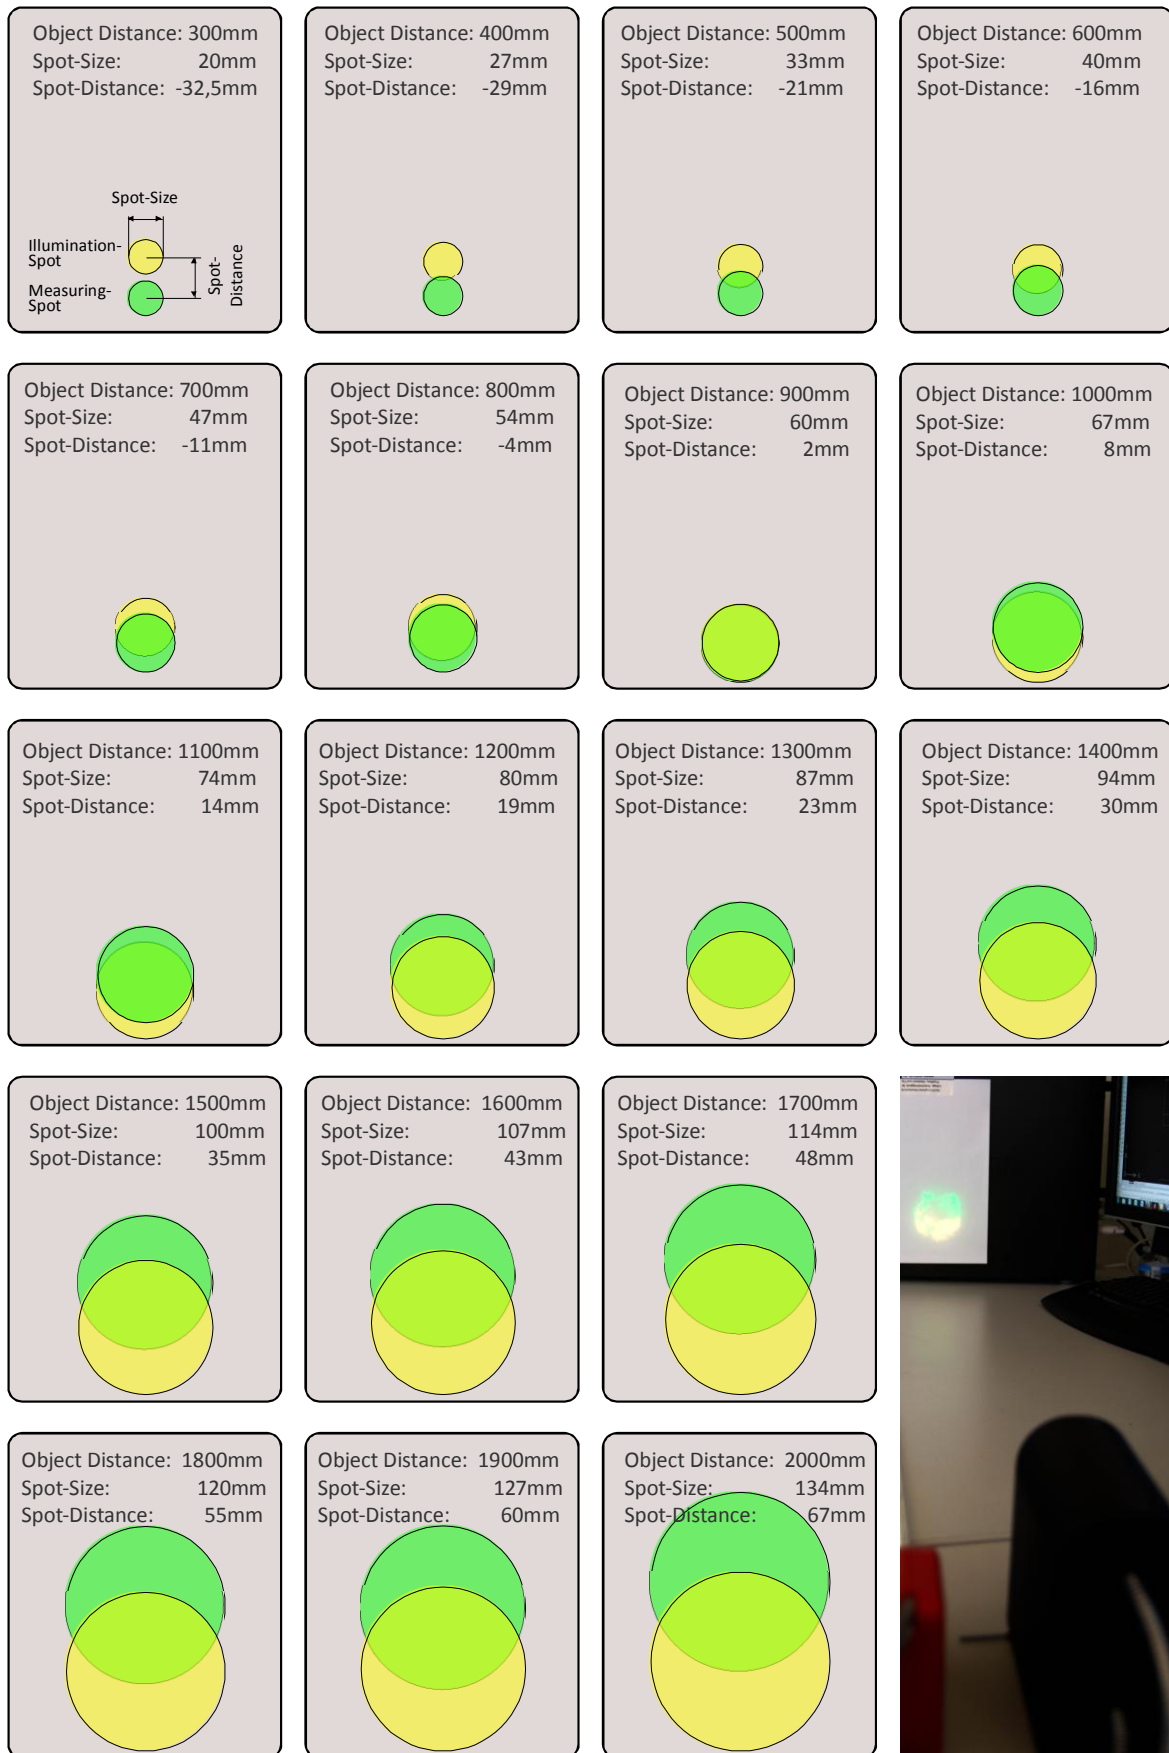 Object Distance: 300mm
Spot-Size: 20mm
Spot-Distance: -32,5mm
Spot-Size
Illumination-
Spot
Measuring-
Spot
Spot-
Distance
Object Distance: 400mm
Spot-Size: 27mm
Spot-Distance: -29mm
Object Distance: 500mm
Spot-Size: 33mm
Spot-Distance: -21mm
Object Distance: 600mm
Spot-Size: 40mm
Spot-Distance: -16mm
Object Distance: 700mm
Spot-Size: 47mm
Spot-Distance: -11mm
Object Distance: 800mm
Spot-Size: 54mm
Spot-Distance: -4mm
Object Distance: 900mm
Spot-Size: 60mm
Spot-Distance: 2mm
Object Distance: 1000mm
Spot-Size: 67mm
Spot-Distance: 8mm
Object Distance: 1100mm
Spot-Size: 74mm
Spot-Distance: 14mm
Object Distance: 1200mm
Spot-Size: 80mm
Spot-Distance: 19mm
Object Distance: 1300mm
Spot-Size: 87mm
Spot-Distance: 23mm
Object Distance: 1400mm
Spot-Size: 94mm
Spot-Distance: 30mm
Object Distance: 1500mm
Spot-Size: 100mm
Spot-Distance: 35mm
Object Distance: 1600mm
Spot-Size: 107mm
Spot-Distance: 43mm
Object Distance: 1700mm
Spot-Size: 114mm
Spot-Distance: 48mm
Object Distance: 1800mm
Spot-Size: 120mm
Spot-Distance: 55mm
Object Distance: 1900mm
Spot-Size: 127mm
Spot-Distance: 60mm
Object Distance: 2000mm
Spot-Size: 134mm
Spot-Distance: 67mm